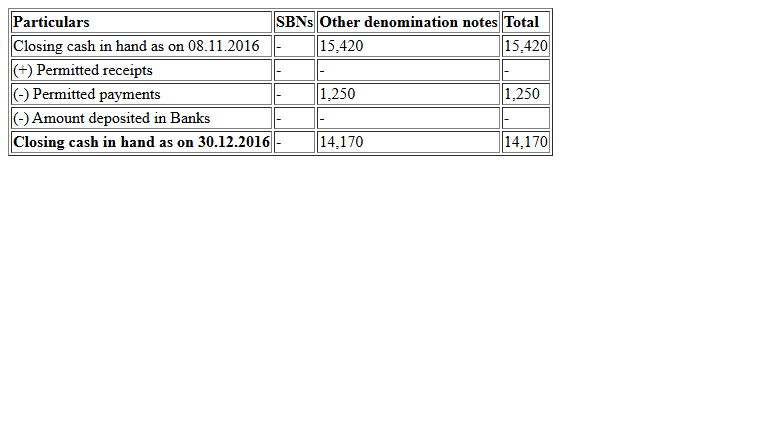 Particulars SBNs Other denomination notes Total
Closing cash in hand as on 08.11.2016 - 15,420 15,420
(+) Permitted receipts - - -
(-) Permitted payments - 1,250 1,250
(-) Amount deposited in Banks - - -
Closing cash in hand as on 30.12.2016 - 14,170 14,170